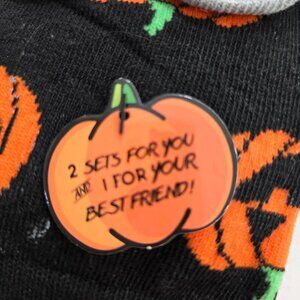 2 SETS FOR YOU
AND 1 FOR YOUR
BEST FRIEND!